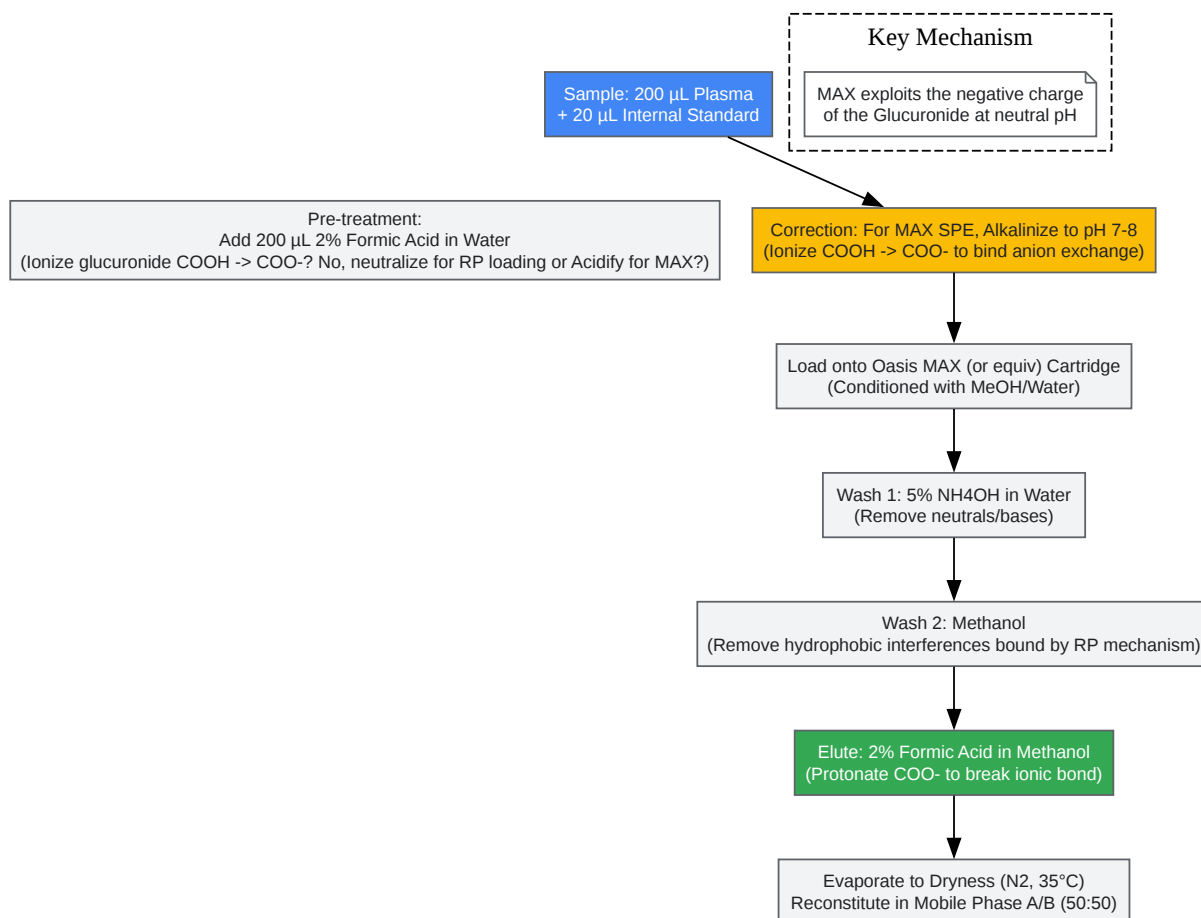 Key Mechanism
Sample: 200 µL Plasma
+ 20 µL Internal Standard
MAX exploits the negative charge
of the Glucuronide at neutral pH
Pre-treatment:
Add 200 µL 2% Formic Acid in Water
(Ionize glucuronide COOH -> COO-? No, neutralize for RP loading or Acidify for MAX?)
Correction: For MAX SPE, Alkalinize to pH 7-8
(Ionize COOH -> COO- to bind anion exchange)
Load onto Oasis MAX (or equiv) Cartridge
(Conditioned with MeOH/Water)
Wash 1: 5% NH4OH in Water
(Remove neutrals/bases)
Wash 2: Methanol
(Remove hydrophobic interferences bound by RP mechanism)
Elute: 2% Formic Acid in Methanol
(Protonate COO- to break ionic bond)
Evaporate to Dryness (N2, 35°C)
Reconstitute in Mobile Phase A/B (50:50)